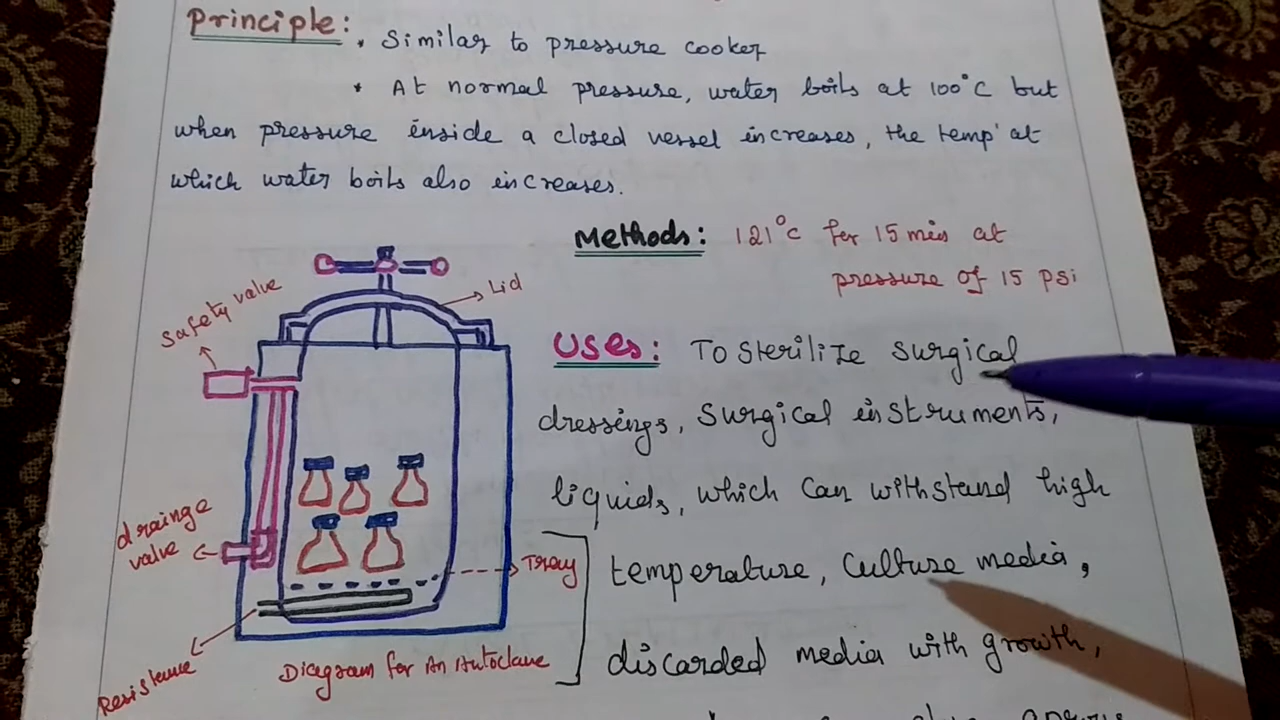 Principle: * Similar to pressure cooker
* At normal pressure, water boils at 100°C but
when pressure inside a closed vessel increases, the temp' at
which water boils also increases.
Methods: 121°C for 15 mins at
pressure of 15 psi
Lid
Safety valve
Uses: To sterilize surgical
dressings, surgical instruments,
liquids, which can withstand high
drainge
valve
Tray
temperature, Culture media,
discarded media with growth,
Resistance
Diagram for An Autoclave